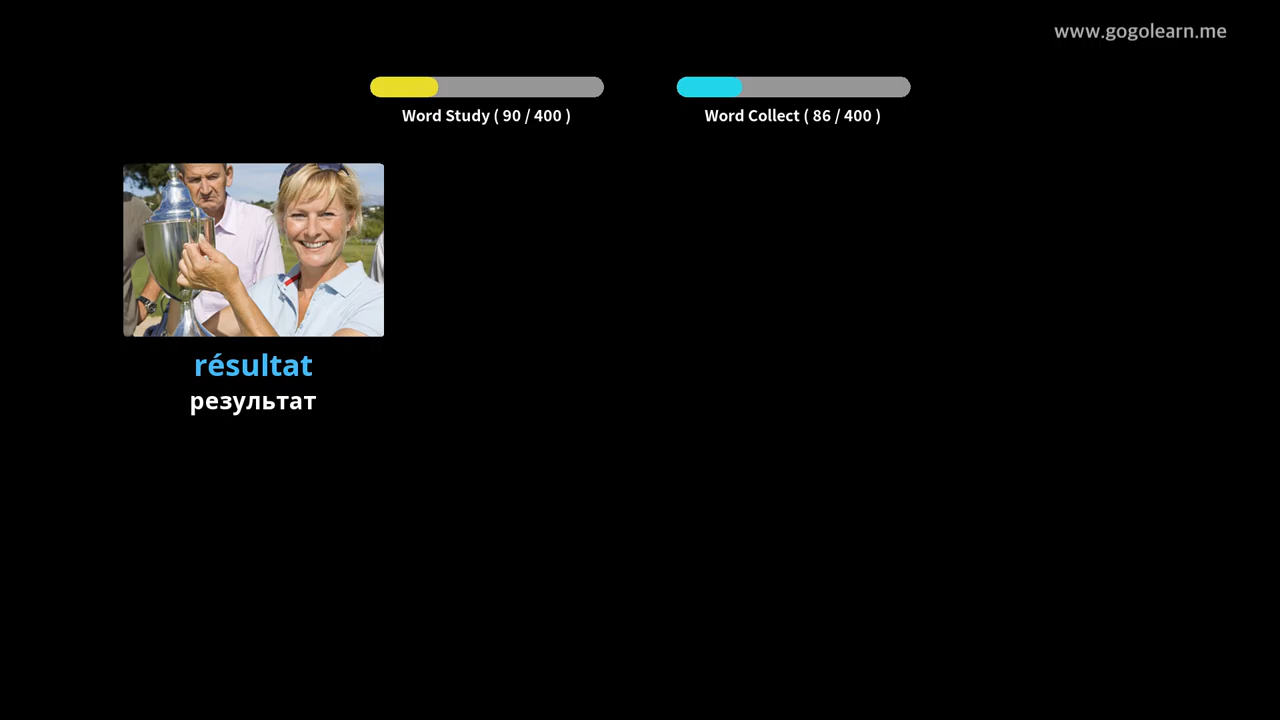 www.gogolearn.me
Word Study ( 90 / 400 )
Word Collect ( 86 / 400 )
résultat
результат